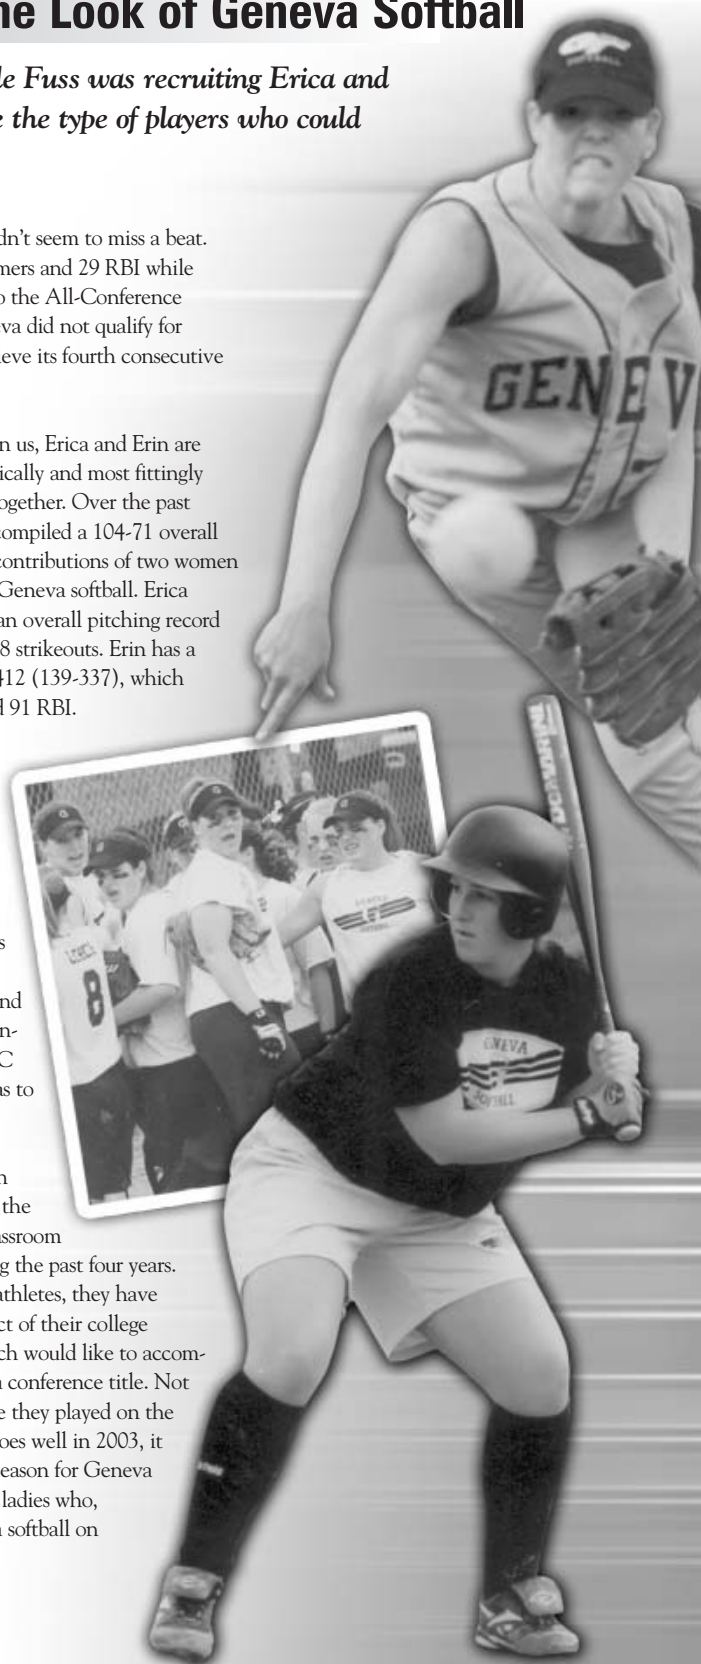 he Look of Geneva Softball
le Fuss was recruiting Erica and
e the type of players who could
dn't seem to miss a beat.
mers and 29 RBI while
o the All-Conference
eva did not qualify for
ieve its fourth consecutive
n us, Erica and Erin are
ically and most fittingly
together. Over the past
compiled a 104-71 overall
contributions of two women
Geneva softball. Erica
an overall pitching record
8 strikeouts. Erin has a
412 (139-337), which
d 91 RBI.
s
nd
n-
C
as to
n
the
assroom
g the past four years.
athletes, they have
ct of their college
ch would like to accom-
a conference title. Not
e they played on the
oes well in 2003, it
season for Geneva
ladies who,
a softball on
GENEV
8
GENEVA
SOFTBALL